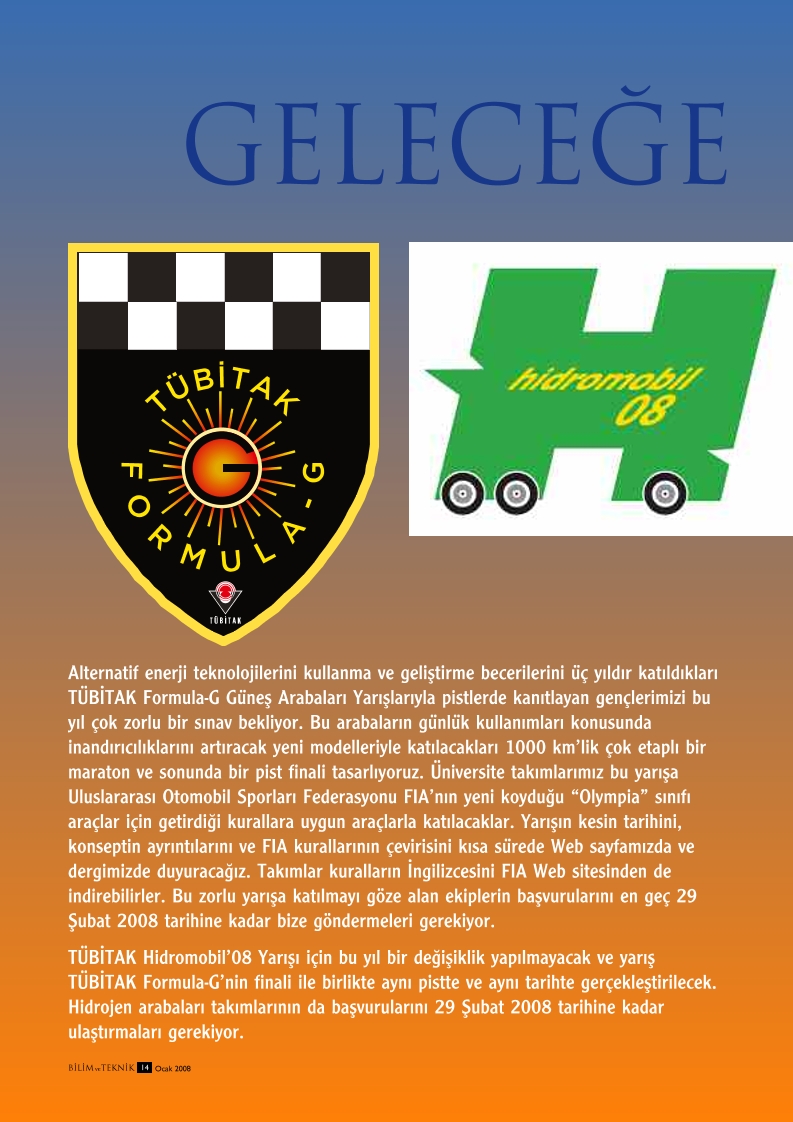 GELECEĞE
TÜBİTAK
FORMULA-G
G
TÜBİTAK
hidromobil
08
Alternatif enerji teknolojilerini kullanma ve geliştirme becerilerini üç yıldır katıldıkları
TÜBİTAK Formula-G Güneş Arabaları Yarışlarıyla pistlerde kanıtlayan gençlerimizi bu
yıl çok zorlu bir sınav bekliyor. Bu arabaların günlük kullanımları konusunda
inandırıcılıklarını artıracak yeni modelleriyle katılacakları 1000 km’lik çok etaplı bir
maraton ve sonunda bir pist finali tasarlıyoruz. Üniversite takımlarımız bu yarışa
Uluslararası Otomobil Sporları Federasyonu FIA’nın yeni koyduğu “Olympia” sınıfı
araçlar için getirdiği kurallara uygun araçlarla katılacaklar. Yarışın kesin tarihini,
konseptin ayrıntılarını ve FIA kurallarının çevirisini kısa sürede Web sayfamızda ve
dergimizde duyuracağız. Takımlar kuralların İngilizcesini FIA Web sitesinden de
indirebilirler. Bu zorlu yarışa katılmayı göze alan ekiplerin başvurularını en geç 29
Şubat 2008 tarihine kadar bize göndermeleri gerekiyor.
TÜBİTAK Hidromobil’08 Yarışı için bu yıl bir değişiklik yapılmayacak ve yarış
TÜBİTAK Formula-G’nin finali ile birlikte aynı pistte ve aynı tarihte gerçekleştirilecek.
Hidrojen arabaları takımlarının da başvurularını 29 Şubat 2008 tarihine kadar
ulaştırmaları gerekiyor.
BİLİM ve TEKNİK 14 Ocak 2008